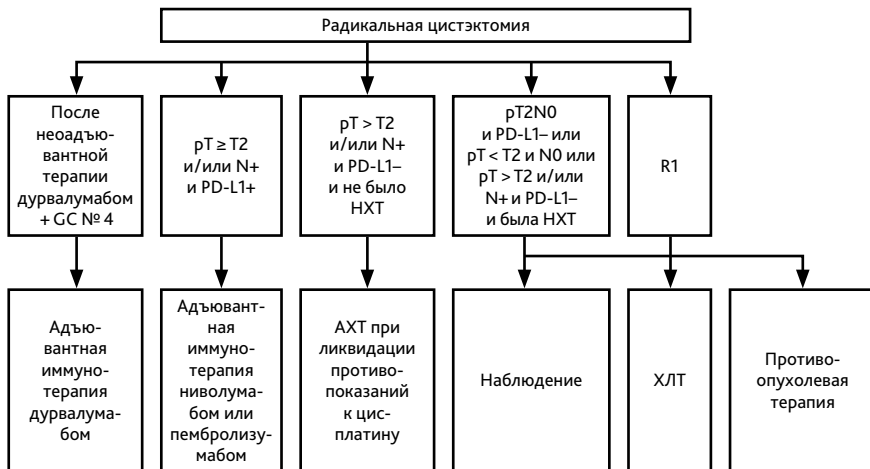 Радикальная цистэктомия
После
неоадъю-
вантной
терапии
дурвалумабом
+ GC № 4
pT ≥ T2
и/или N+
и PD-L1+
pT > T2
и/или N+
и PD-L1–
и не было
НХТ
pT2N0
и PD-L1– или
pT < T2 и N0 или
pT > T2 и/или
N+ и PD-L1–
и была НХТ
R1
Адъю-
вантная
иммуно-
терапия
дурвалума-
бом
Адъювант-
ная
иммуно-
терапия
ниволума-
бом или
пембролизу-
мабом
АХТ при
ликвидации
противо-
показаний
к цис-
платину
Наблюдение
ХЛТ
Противо-
опухолевая
терапия